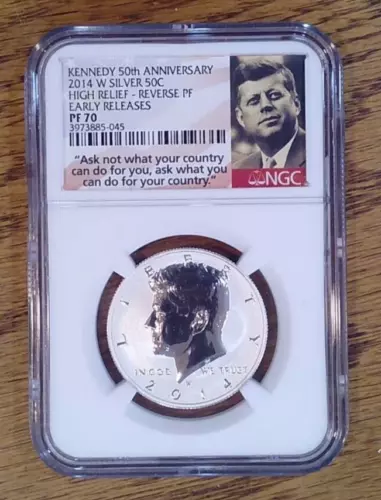 KENNEDY 50th ANNIVERSARY
2014 W SILVER 50C
HIGH RELIEF - REVERSE PF
EARLY RELEASES
PF 70
3973885-045
"Ask not what your country
can do for you, ask what you
can do for your country."
NGC
LIBERTY
IN GOD WE TRUST
2014